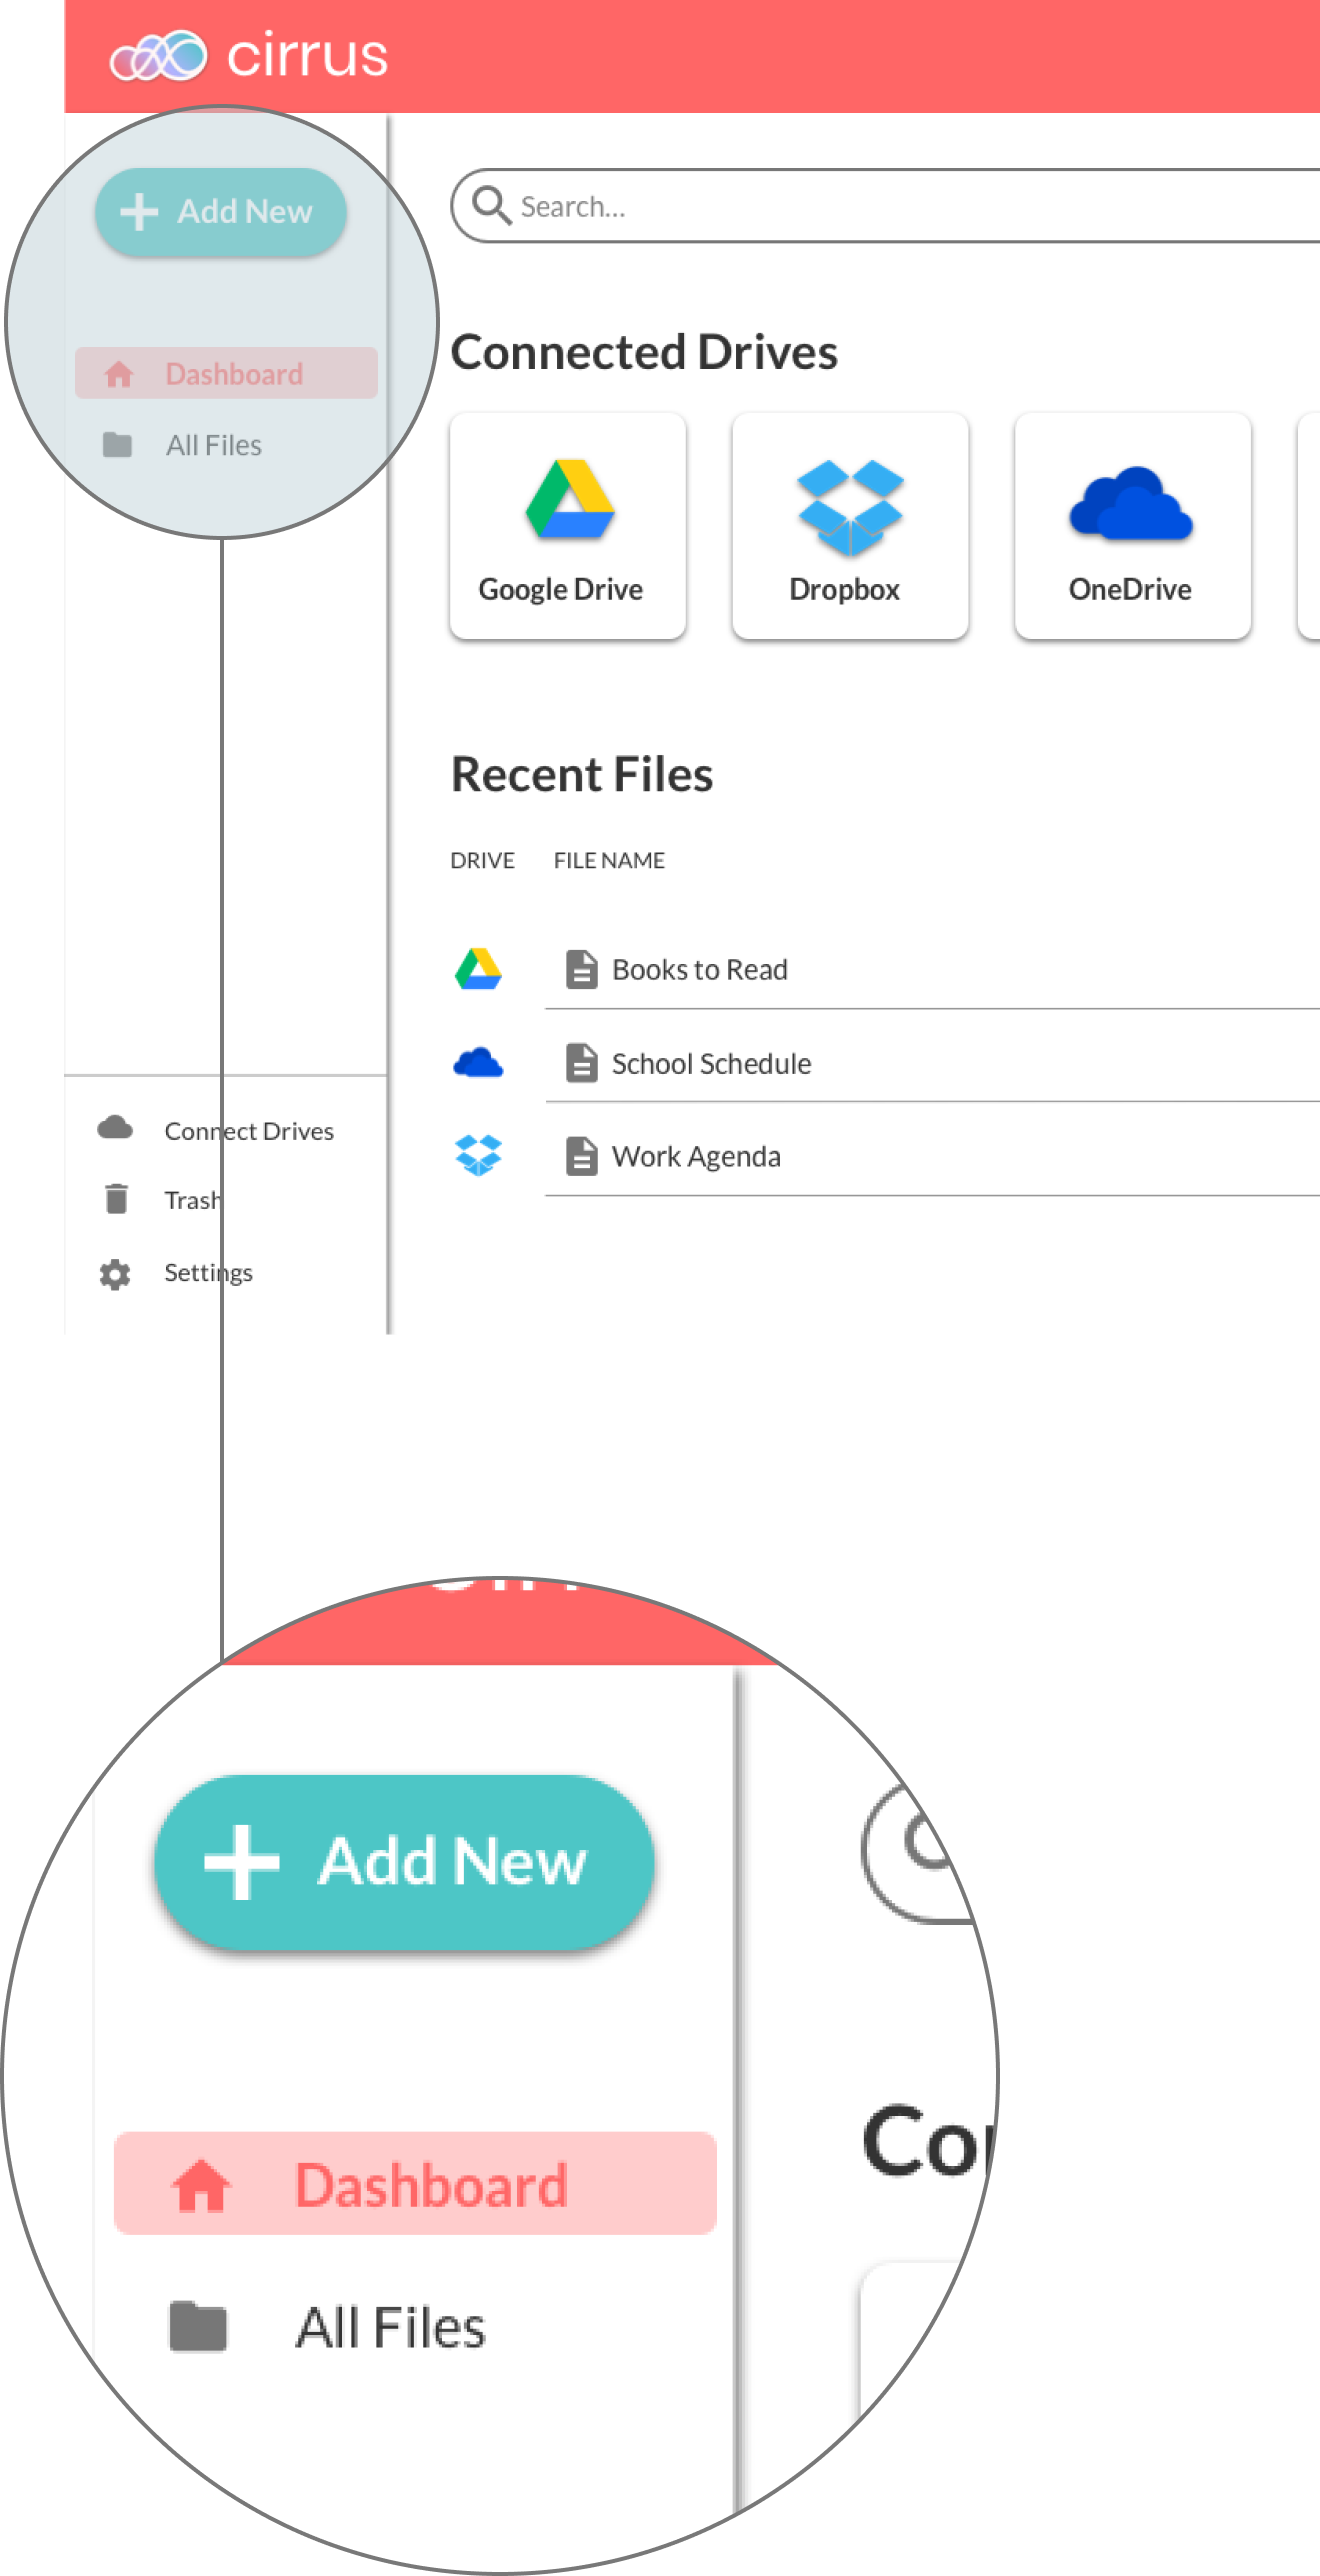 cirrus
Add New
Dashboard
All Files
Search...
Connected Drives
Google Drive
Dropbox
OneDrive
Recent Files
DRIVE FILE NAME
Books to Read
School Schedule
Work Agenda
Connect Drives
Trash
Settings
Add New
Dashboard
All Files